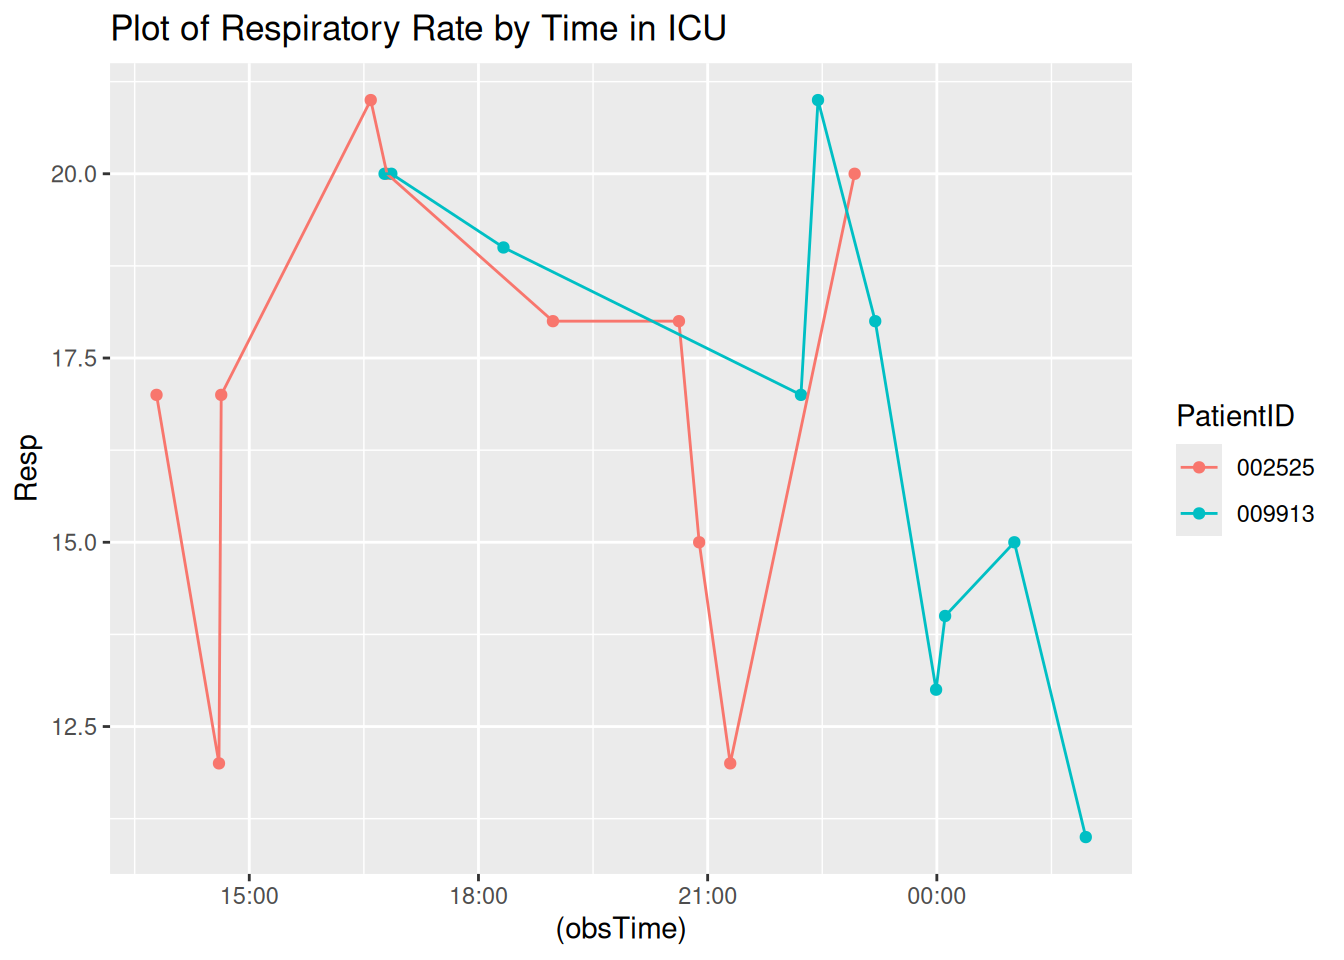 Plot of Respiratory Rate by Time in ICU
20.0
17.5
15.0
12.5
Resp
15:00 18:00 21:00 00:00
(obsTime)
PatientID
002525
009913